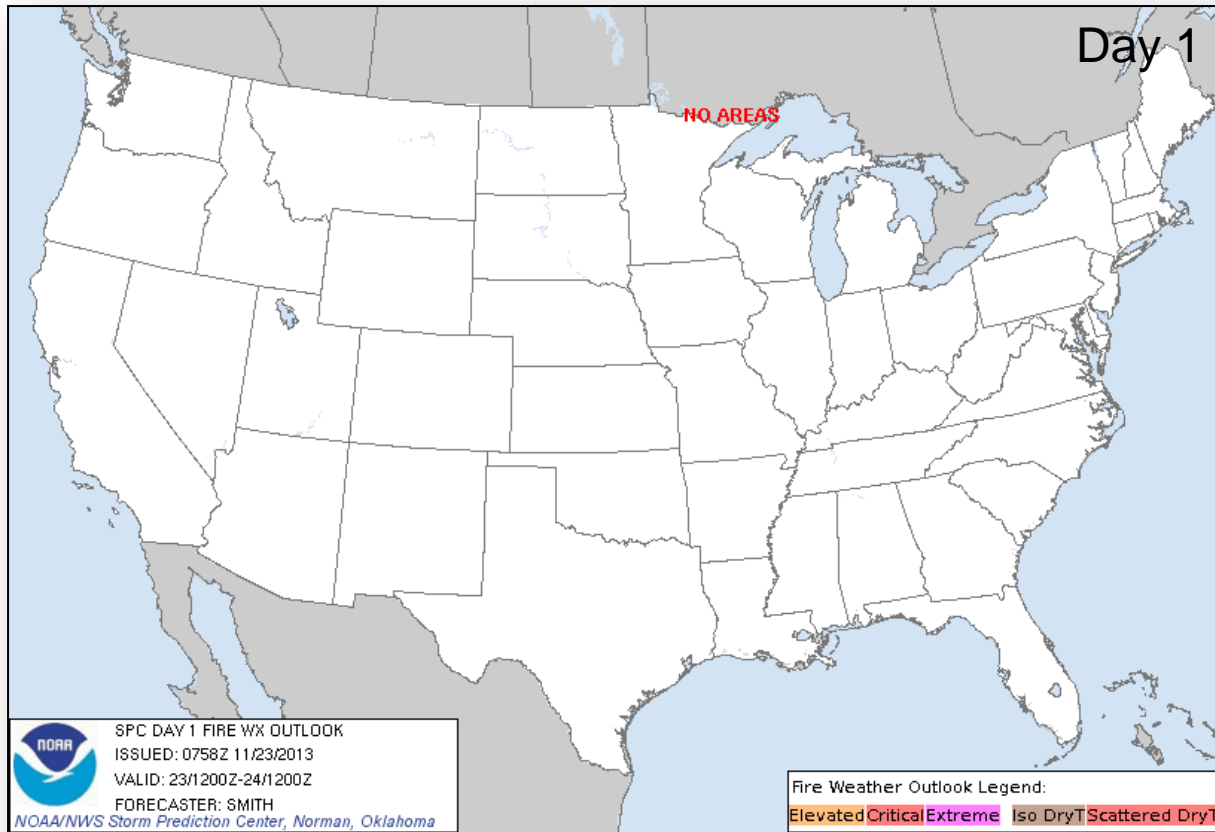 Day 1
NO AREAS
NOAA
SPC DAY 1 FIRE WX OUTLOOK
ISSUED: 0758Z 11/23/2013
VALID: 23/1200Z-24/1200Z
FORECASTER: SMITH
NOAA/NWS Storm Prediction Center, Norman, Oklahoma
Fire Weather Outlook Legend:
Elevated Critical Extreme Iso DryT Scattered DryT